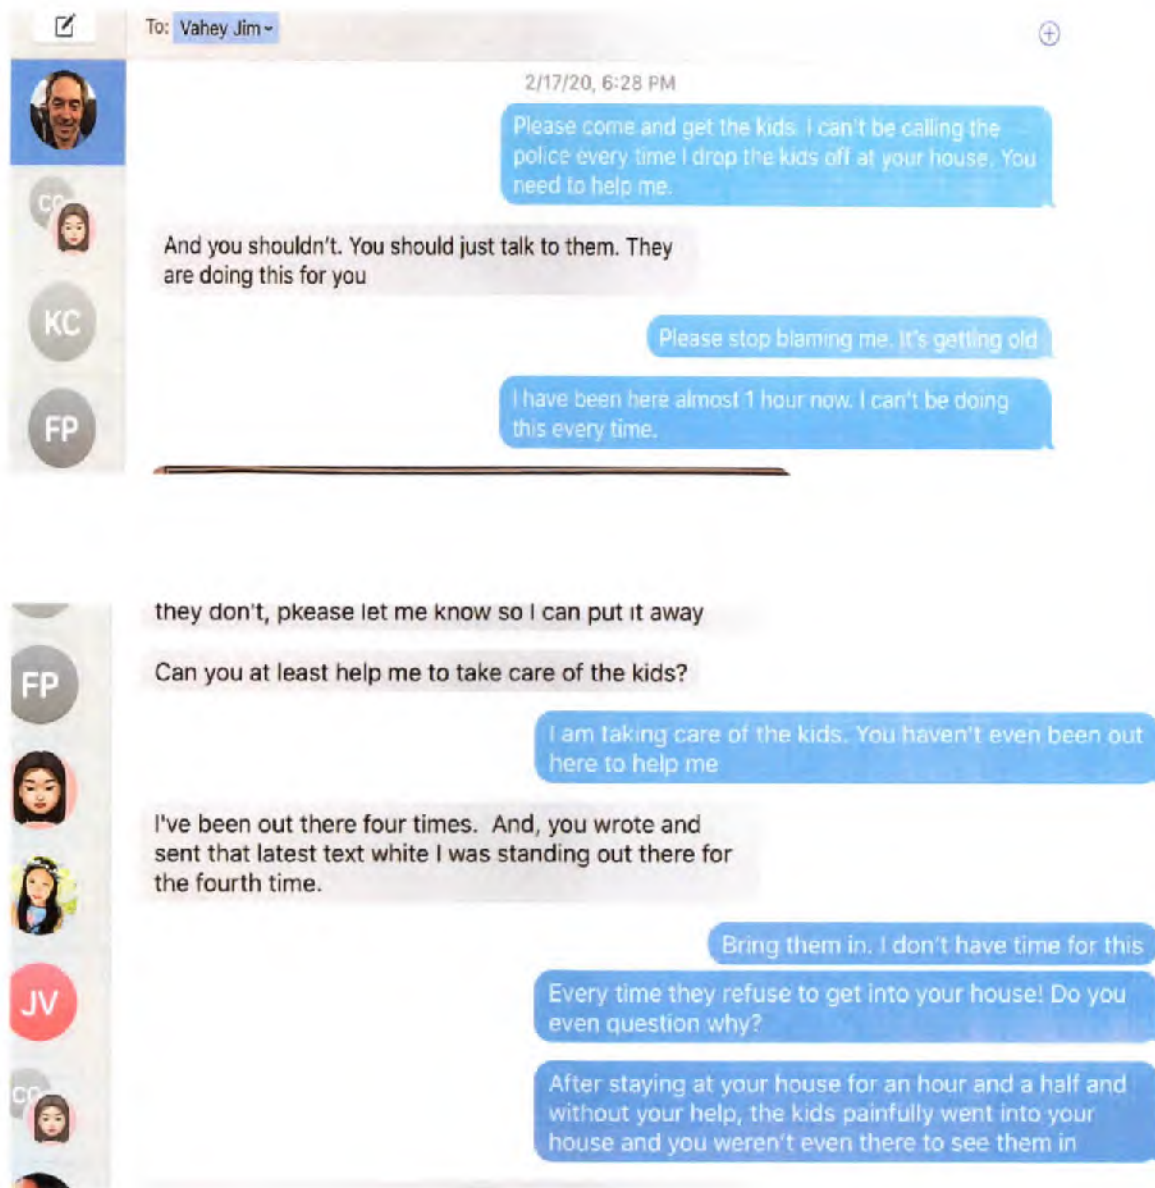 To: Vahey Jim
2/17/20, 6:28 PM
Please come and get the kids. I can't be calling the
police every time I drop the kids off at your house. You
need to help me.
CO
And you shouldn't. You should just talk to them. They
are doing this for you
KC
Please stop blaming me. It's getting old
I have been here almost 1 hour now. I can't be doing
this every time.
FP
they don't, pkease let me know so I can put it away
Can you at least help me to take care of the kids?
FP
I am taking care of the kids. You haven't even been out
here to help me
I've been out there four times. And, you wrote and
sent that latest text white I was standing out there for
the fourth time.
Bring them in. I don't have time for this
JV
Every time they refuse to get into your house! Do you
even question why?
After staying at your house for an hour and a half and
without your help, the kids painfully went into your
house and you weren't even there to see them in
CO